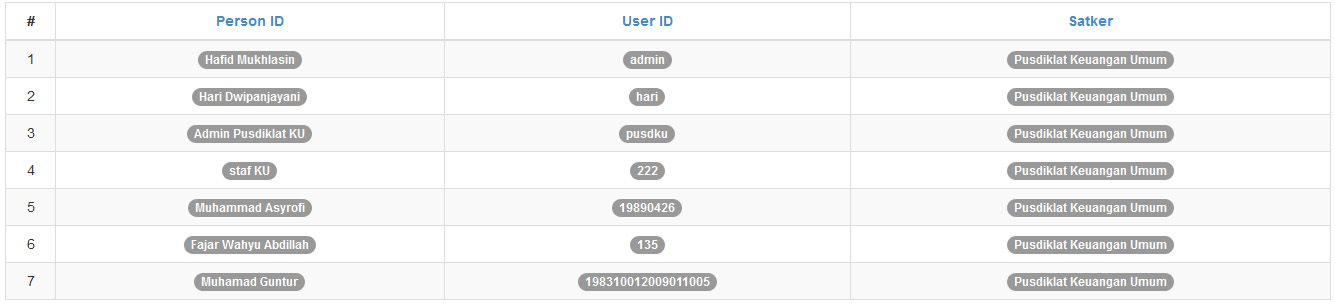 # Person ID User ID Satker
1 Hafid Mukhlasin admin Pusdiklat Keuangan Umum
2 Hari Dwipanjayani hari Pusdiklat Keuangan Umum
3 Admin Pusdiklat KU pusdku Pusdiklat Keuangan Umum
4 staf KU 222 Pusdiklat Keuangan Umum
5 Muhammad Asyrofi 19890426 Pusdiklat Keuangan Umum
6 Fajar Wahyu Abdillah 135 Pusdiklat Keuangan Umum
7 Muhamad Guntur 198310012009011005 Pusdiklat Keuangan Umum